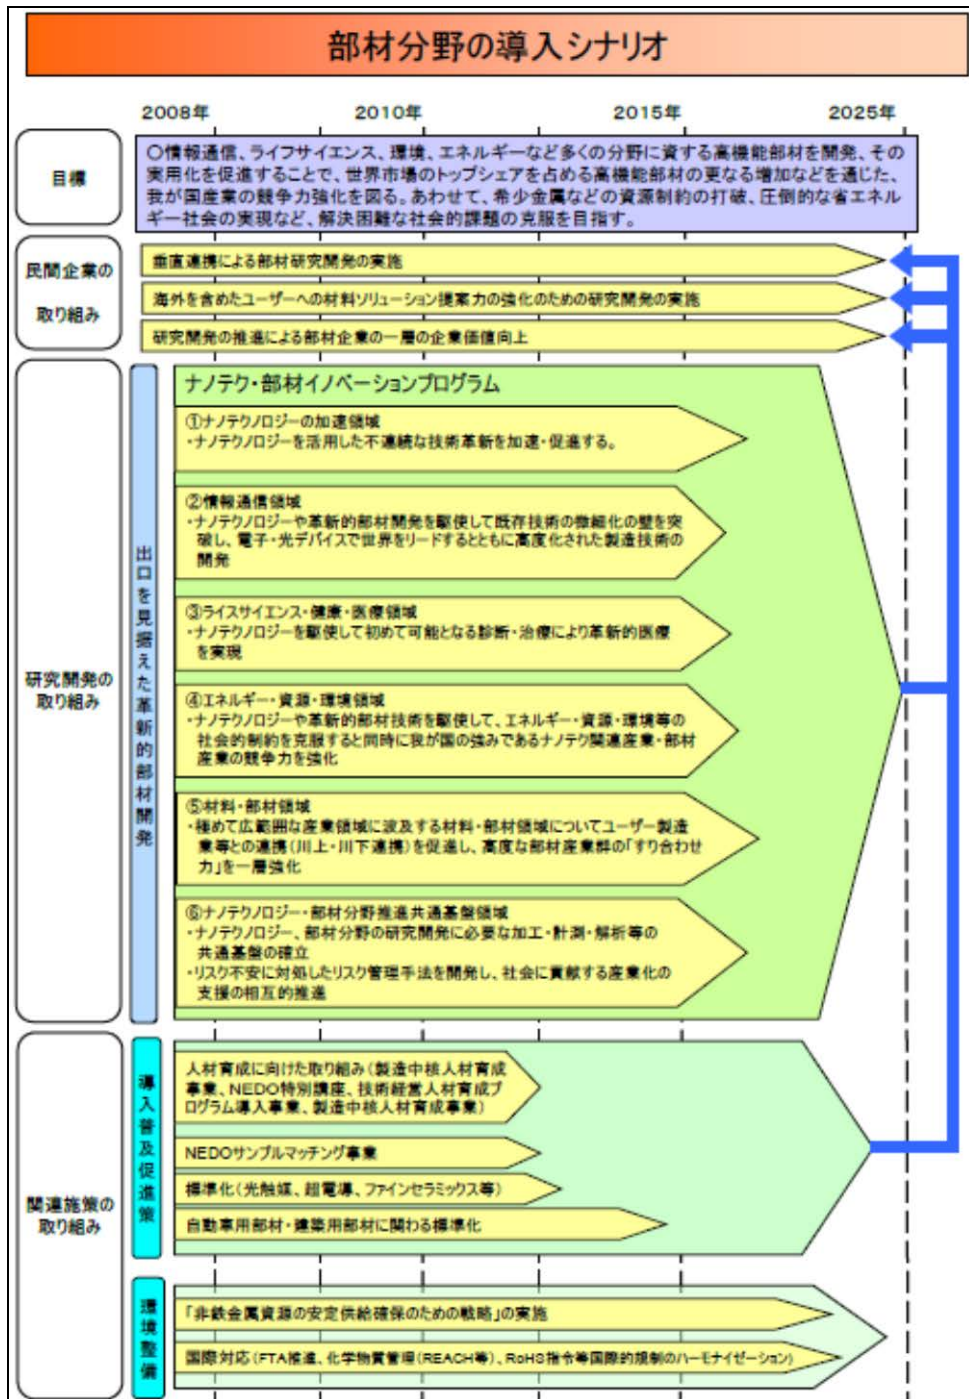 部材分野の導入シナリオ
2008年 2010年 2015年 2025年
目標
〇情報通信、ライフサイエンス、環境、エネルギーなど多くの分野に資する高機能部材を開発、その
実用化を促進することで、世界市場のトップシェアを占める高機能部材の更なる増加などを通じた、
我が国産業の競争力強化を図る。あわせて、希少金属などの資源制約の打破、圧倒的な省エネル
ギー社会の実現など、解決困難な社会的課題の克服を目指す。
民間企業の
取り組み
垂直連携による部材研究開発の実施
海外を含めたユーザーへの材料ソリューション提案力の強化のための研究開発の実施
研究開発の推進による部材企業の一層の企業価値向上
研究開発の
取り組み
出口を見据えた革新的部材開発
ナノテク・部材イノベーションプログラム
①ナノテクノロジーの加速領域
・ナノテクノロジーを活用した不連続な技術革新を加速・促進する。
②情報通信領域
・ナノテクノロジーや革新的部材開発を駆使して既存技術の微細化の壁を突
破し、電子・光デバイスで世界をリードするとともに高度化された製造技術の
開発
③ライスサイエンス・健康・医療領域
・ナノテクノロジーを駆使して初めて可能となる診断・治療により革新的医療
を実現
④エネルギー・資源・環境領域
・ナノテクノロジーや革新的部材技術を駆使して、エネルギー・資源・環境等の
社会的制約を克服すると同時に我が国の強みであるナノテク関連産業・部材
産業の競争力を強化
⑤材料・部材領域
・極めて広範囲な産業領域に波及する材料・部材領域についてユーザー製造
業等との連携(川上・川下連携)を促進し、高度な部材産業群の「すり合わせ
力」を一層強化
⑥ナノテクノロジー・部材分野推進共通基盤領域
・ナノテクノロジー、部材分野の研究開発に必要な加工・計測・解析等の
共通基盤の確立
・リスク不安に対処したリスク管理手法を開発し、社会に貢献する産業化の
支援の相互的推進
関連施策の
取り組み
導入普及促進策
人材育成に向けた取り組み(製造中核人材育成
事業、NEDO特別講座、技術経営人材育成プ
ログラム導入事業、製造中核人材育成事業)
NEDOサンプルマッチング事業
標準化(光触媒、超電導、ファインセラミックス等)
自動車用部材・建築用部材に関わる標準化
環境整備
「非鉄金属資源の安定供給確保のための戦略」の実施
国際対応(FTA推進、化学物質管理(REACH等)、RoHS指令等国際的規制のハーモナイゼーション)